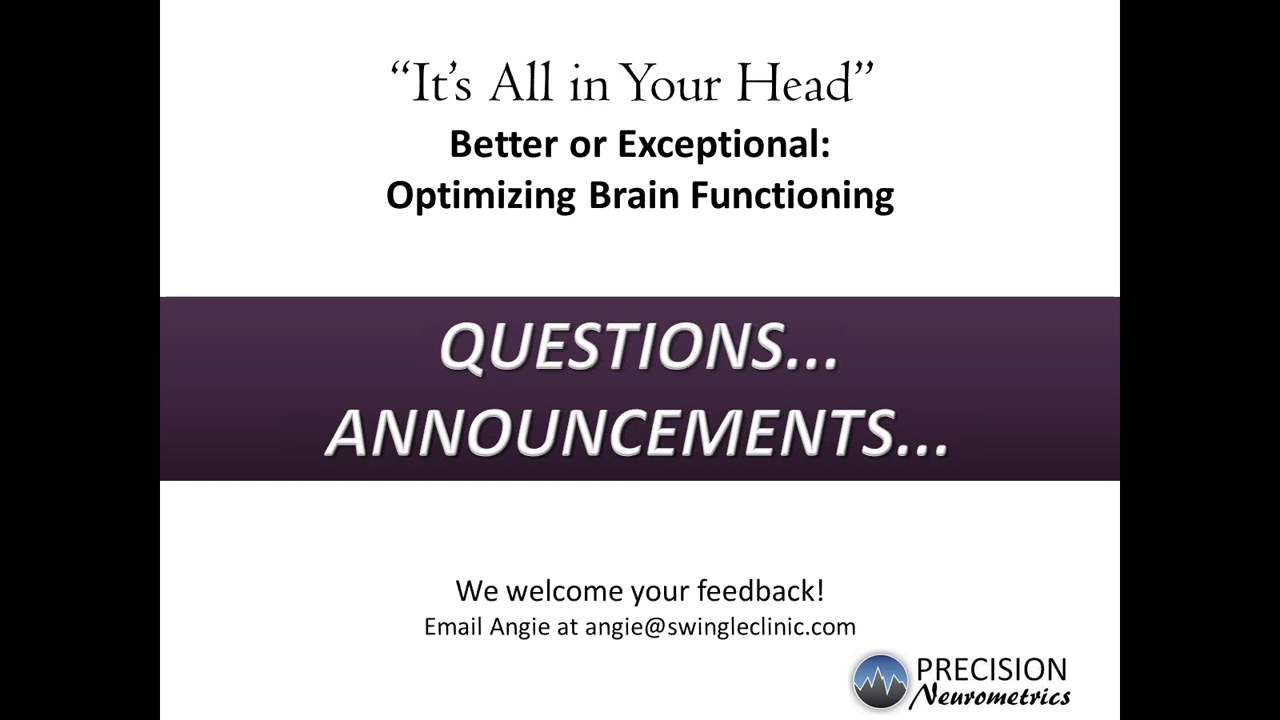 “It’s All in Your Head”
Better or Exceptional:
Optimizing Brain Functioning
QUESTIONS...
ANNOUNCEMENTS...
We welcome your feedback!
Email Angie at angie@swingleclinic.com
PRECISION
Neurometrics